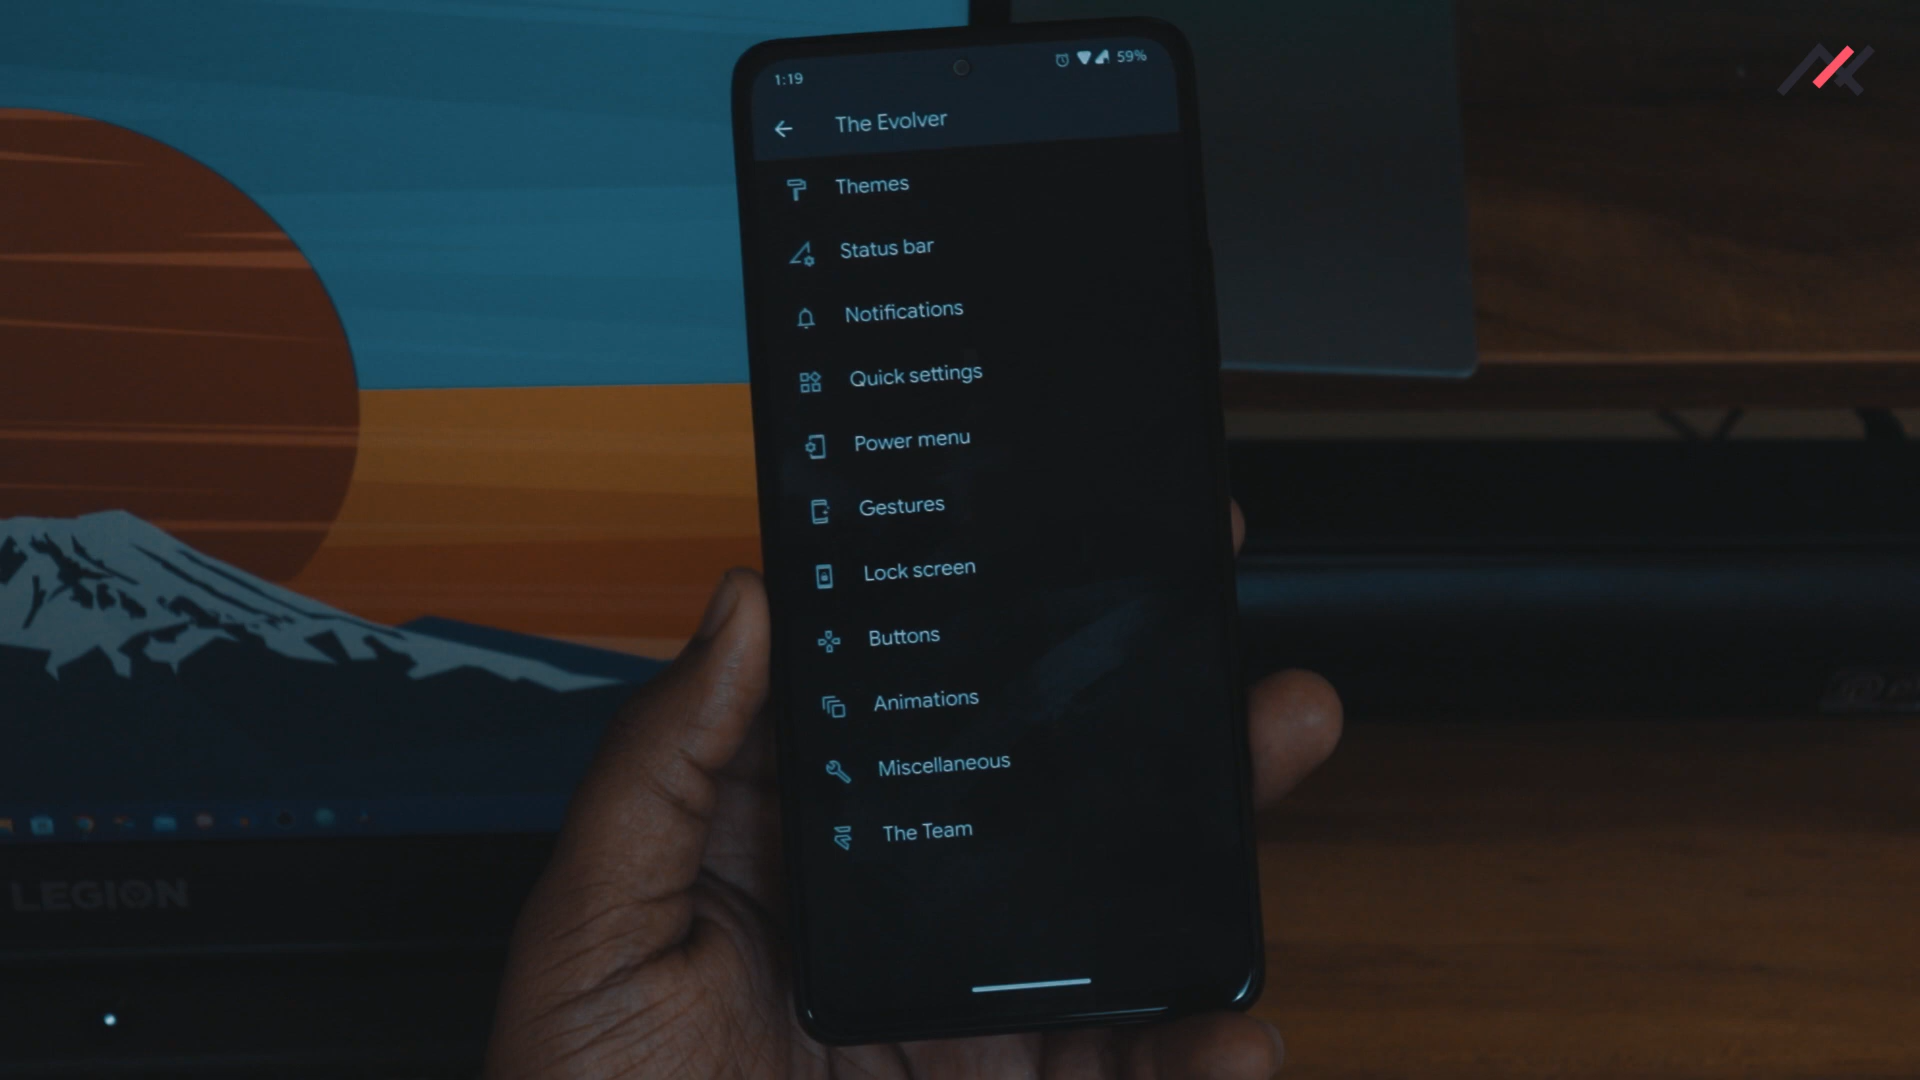 1:19
59%
The Evolver
Themes
Status bar
Notifications
Quick settings
Power menu
Gestures
Lock screen
Buttons
Animations
Miscellaneous
The Team
LEGION